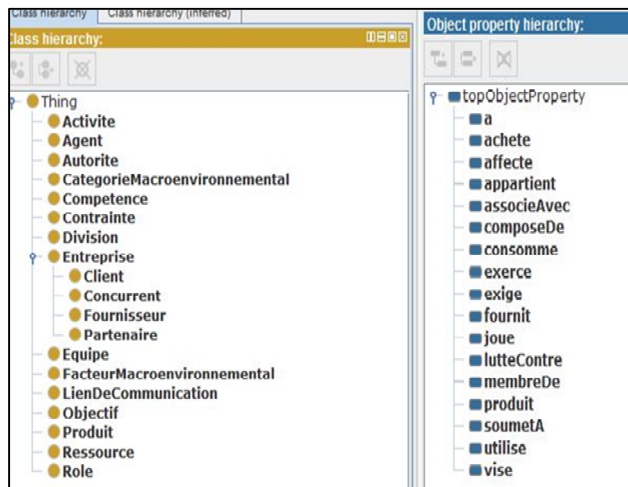 Class hierarchy
Class hierarchy (inferred)
Class hierarchy:
Thing
Activite
Agent
Autorite
CategorieMacroenvironnemental
Competence
Contrainte
Division
Entreprise
Client
Concurrent
Fournisseur
Partenaire
Equipe
FacteurMacroenvironnemental
LienDeCommunication
Objectif
Produit
Ressource
Role
Object property hierarchy:
topObjectProperty
a
achete
affecte
appartient
associeAvec
composeDe
consomme
exerce
exige
fournit
joue
lutteContre
membreDe
produit
soumetA
utilise
vise